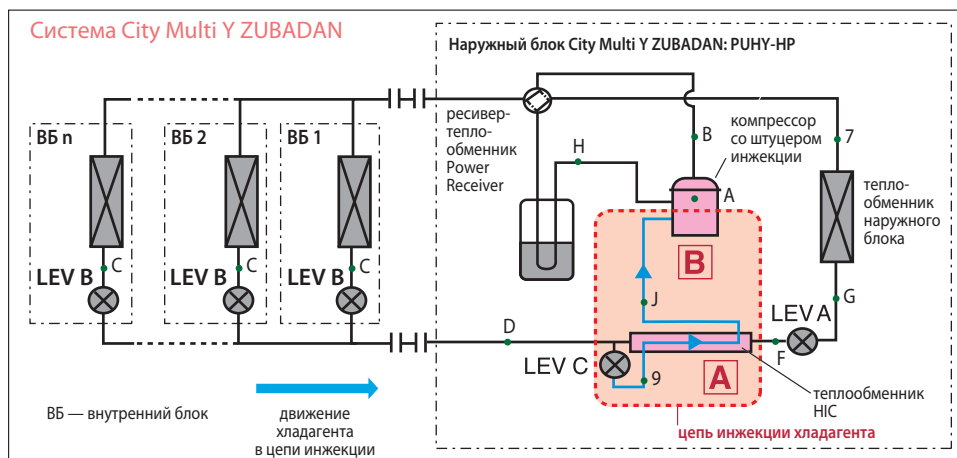 Система City Multi Y ZUBADAN
Наружный блок City Multi Y ZUBADAN: PUHY-HP
ВБ n
ВБ 2
ВБ 1
ресивер-
тепло-
обменник
Power
Receiver
H
B
компрессор
со штуцером
инжекции
A
7
тепло-
обменник
наружного
блока
C
C
C
LEV B
LEV B
LEV B
B
J
G
LEV A
D
F
LEV C
9
A
теплообменник
HIC
цепь инжекции хладагента
ВБ — внутренний блок
движение
хладагента
в цепи инжекции